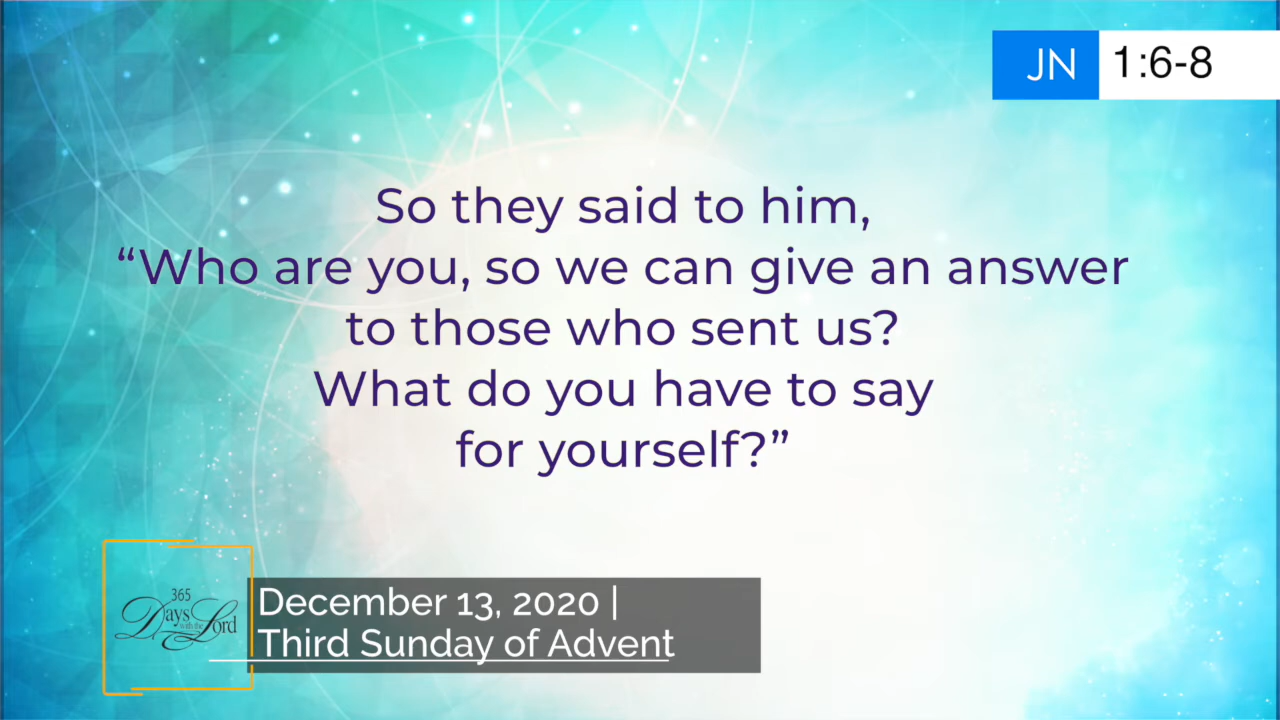 JN 1:6-8
So they said to him,
“Who are you, so we can give an answer
to those who sent us?
What do you have to say
for yourself?”
365
Days with the Lord
December 13, 2020 |
Third Sunday of Advent